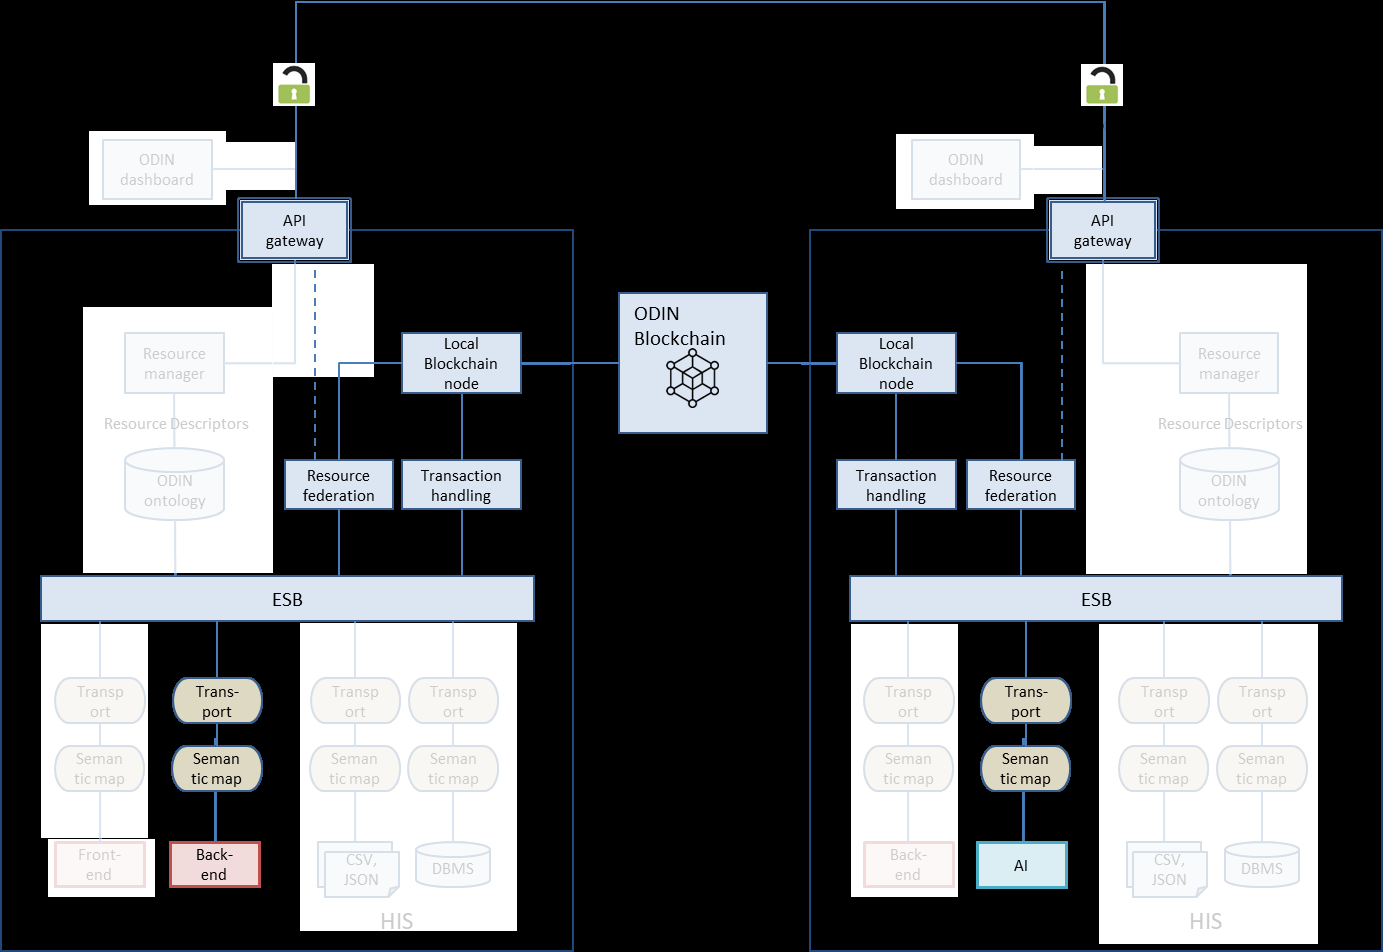 ODIN
dashboard
ODIN
dashboard
API
gateway
API
gateway
ODIN
Blockchain
Resource
manager
Local
Blockchain
node
Local
Blockchain
node
Resource
manager
Resource Descriptors
Resource Descriptors
ODIN
ontology
Resource
federation
Transaction
handling
Transaction
handling
Resource
federation
ODIN
ontology
ESB
ESB
Transp
ort
Trans-
port
Transp
ort
Transp
ort
Transp
ort
Trans-
port
Transp
ort
Transp
ort
Seman
tic map
Seman
tic map
Seman
tic map
Seman
tic map
Seman
tic map
Seman
tic map
Seman
tic map
Seman
tic map
Front-
end
Back-
end
CSV,
JSON
DBMS
Back-
end
AI
CSV,
JSON
DBMS
HIS
HIS